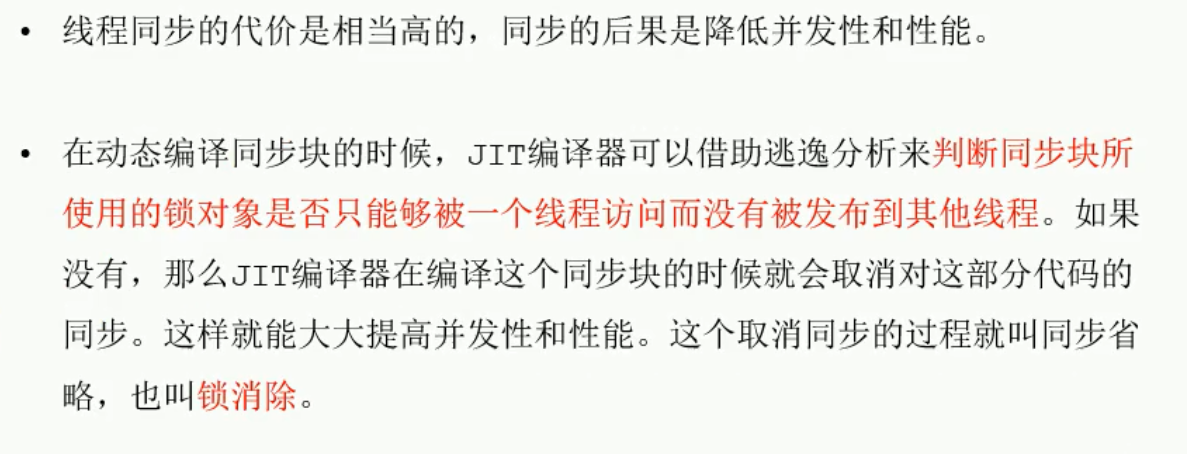 • 线程同步的代价是相当高的，同步的后果是降低并发性和性能。
• 在动态编译同步块的时候，JIT编译器可以借助逃逸分析来判断同步块所
使用的锁对象是否只能够被一个线程访问而没有被发布到其他线程。如果
没有，那么JIT编译器在编译这个同步块的时候就会取消对这部分代码的
同步。这样就能大大提高并发性和性能。这个取消同步的过程就叫同步省
略，也叫锁消除。